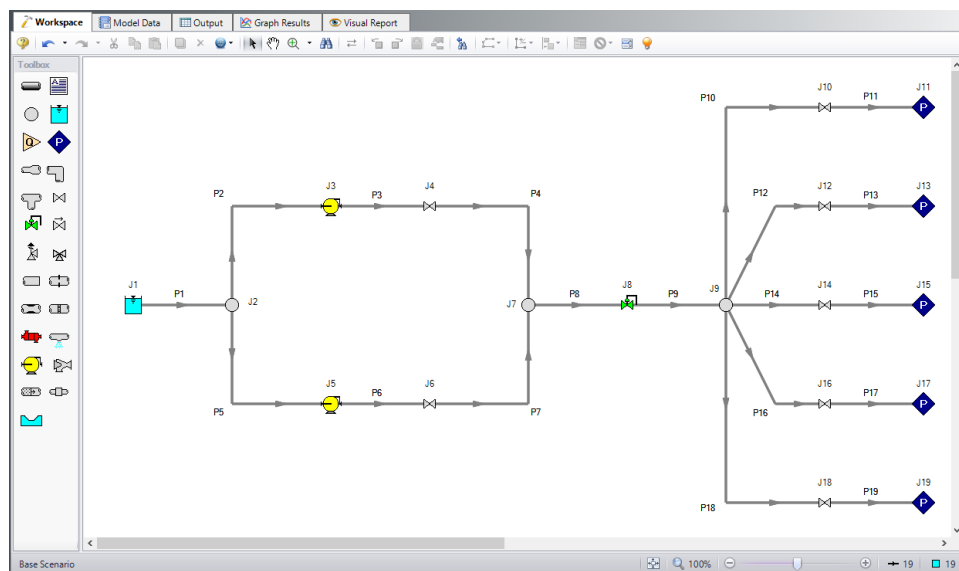 Workspace Model Data Output Graph Results Visual Report
Toolbox
A
Q P
P10 J10 P11 J11
P
P2 J3 P3 J4 P4 P12 J12 P13 J13
P
J1 P1 J2 J7 P8 J8 P9 J9 P14 J14 P15 J15
P
P5 J5 P6 J6 P7 P16 J16 P17 J17
P
P18 J18 P19 J19
P
Base Scenario 100% 19 19